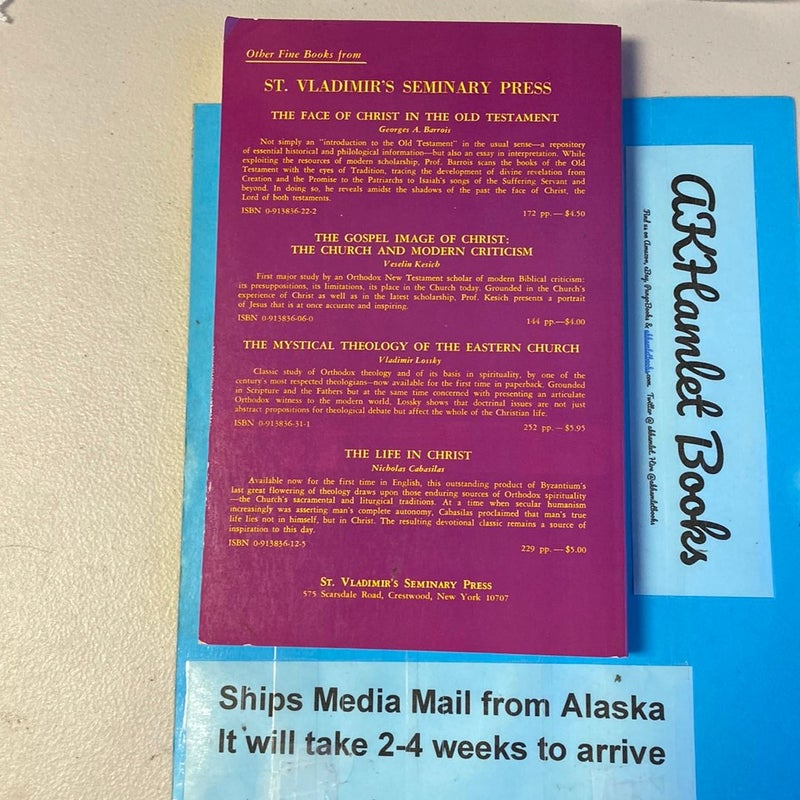 Other Fine Books from
ST. VLADIMIR'S SEMINARY PRESS
THE FACE OF CHRIST IN THE OLD TESTAMENT
Georges A. Barrois
Not simply an "introduction to the Old Testament" in the usual sense—a repository
of essential historical and philological information—but also an essay in interpretation. While
exploiting the resources of modern scholarship, Prof. Barrois scans the books of the Old
Testament with the eyes of Tradition, tracing the development of divine revelation from
Creation and the Promise to the Patriarchs to Isaiah's songs of the Suffering Servant and
beyond. In doing so, he reveals amidst the shadows of the past the face of Christ, the
Lord of both testaments.
ISBN 0-913836-22-2 172 pp.—$4.50
THE GOSPEL IMAGE OF CHRIST:
THE CHURCH AND MODERN CRITICISM
Veselin Kesich
First major study by an Orthodox New Testament scholar of modern Biblical criticism:
its presuppositions, its limitations, its place in the Church today. Grounded in the Church's
experience of Christ as well as in the latest scholarship, Prof. Kesich presents a portrait
of Jesus that is at once accurate and inspiring.
ISBN 0-913836-06-0 144 pp.—$4.00
THE MYSTICAL THEOLOGY OF THE EASTERN CHURCH
Vladimir Lossky
Classic study of Orthodox theology and of its basis in spirituality, by one of the
century's most respected theologians—now available for the first time in paperback. Grounded
in Scripture and the Fathers but at the same time concerned with presenting an articulate
Orthodox witness to the modern world, Lossky shows that doctrinal issues are not just
abstract propositions for theological debate but affect the whole of the Christian life.
ISBN 0-913836-31-1 252 pp.—$5.95
THE LIFE IN CHRIST
Nicholas Cabasilas
Available now for the first time in English, this outstanding product of Byzantium's
last great flowering of theology draws upon those enduring sources of Orthodox spirituality
—the Church's sacramental and liturgical traditions. At a time when secular humanism
increasingly was asserting man's complete autonomy, Cabasilas proclaimed that man's true
life lies not in himself, but in Christ. The resulting devotional classic remains a source of
inspiration to this day.
ISBN 0-913836-12-5 229 pp.—$5.00
ST. VLADIMIR'S SEMINARY PRESS
575 Scarsdale Road, Crestwood, New York 10707
AKHamlet Books
Find us on Amazon, eBay, PangoBooks & akhamletbooks.com Twitter @ akhamlet Hive @akhamletbooks
Ships Media Mail from Alaska
It will take 2-4 weeks to arrive